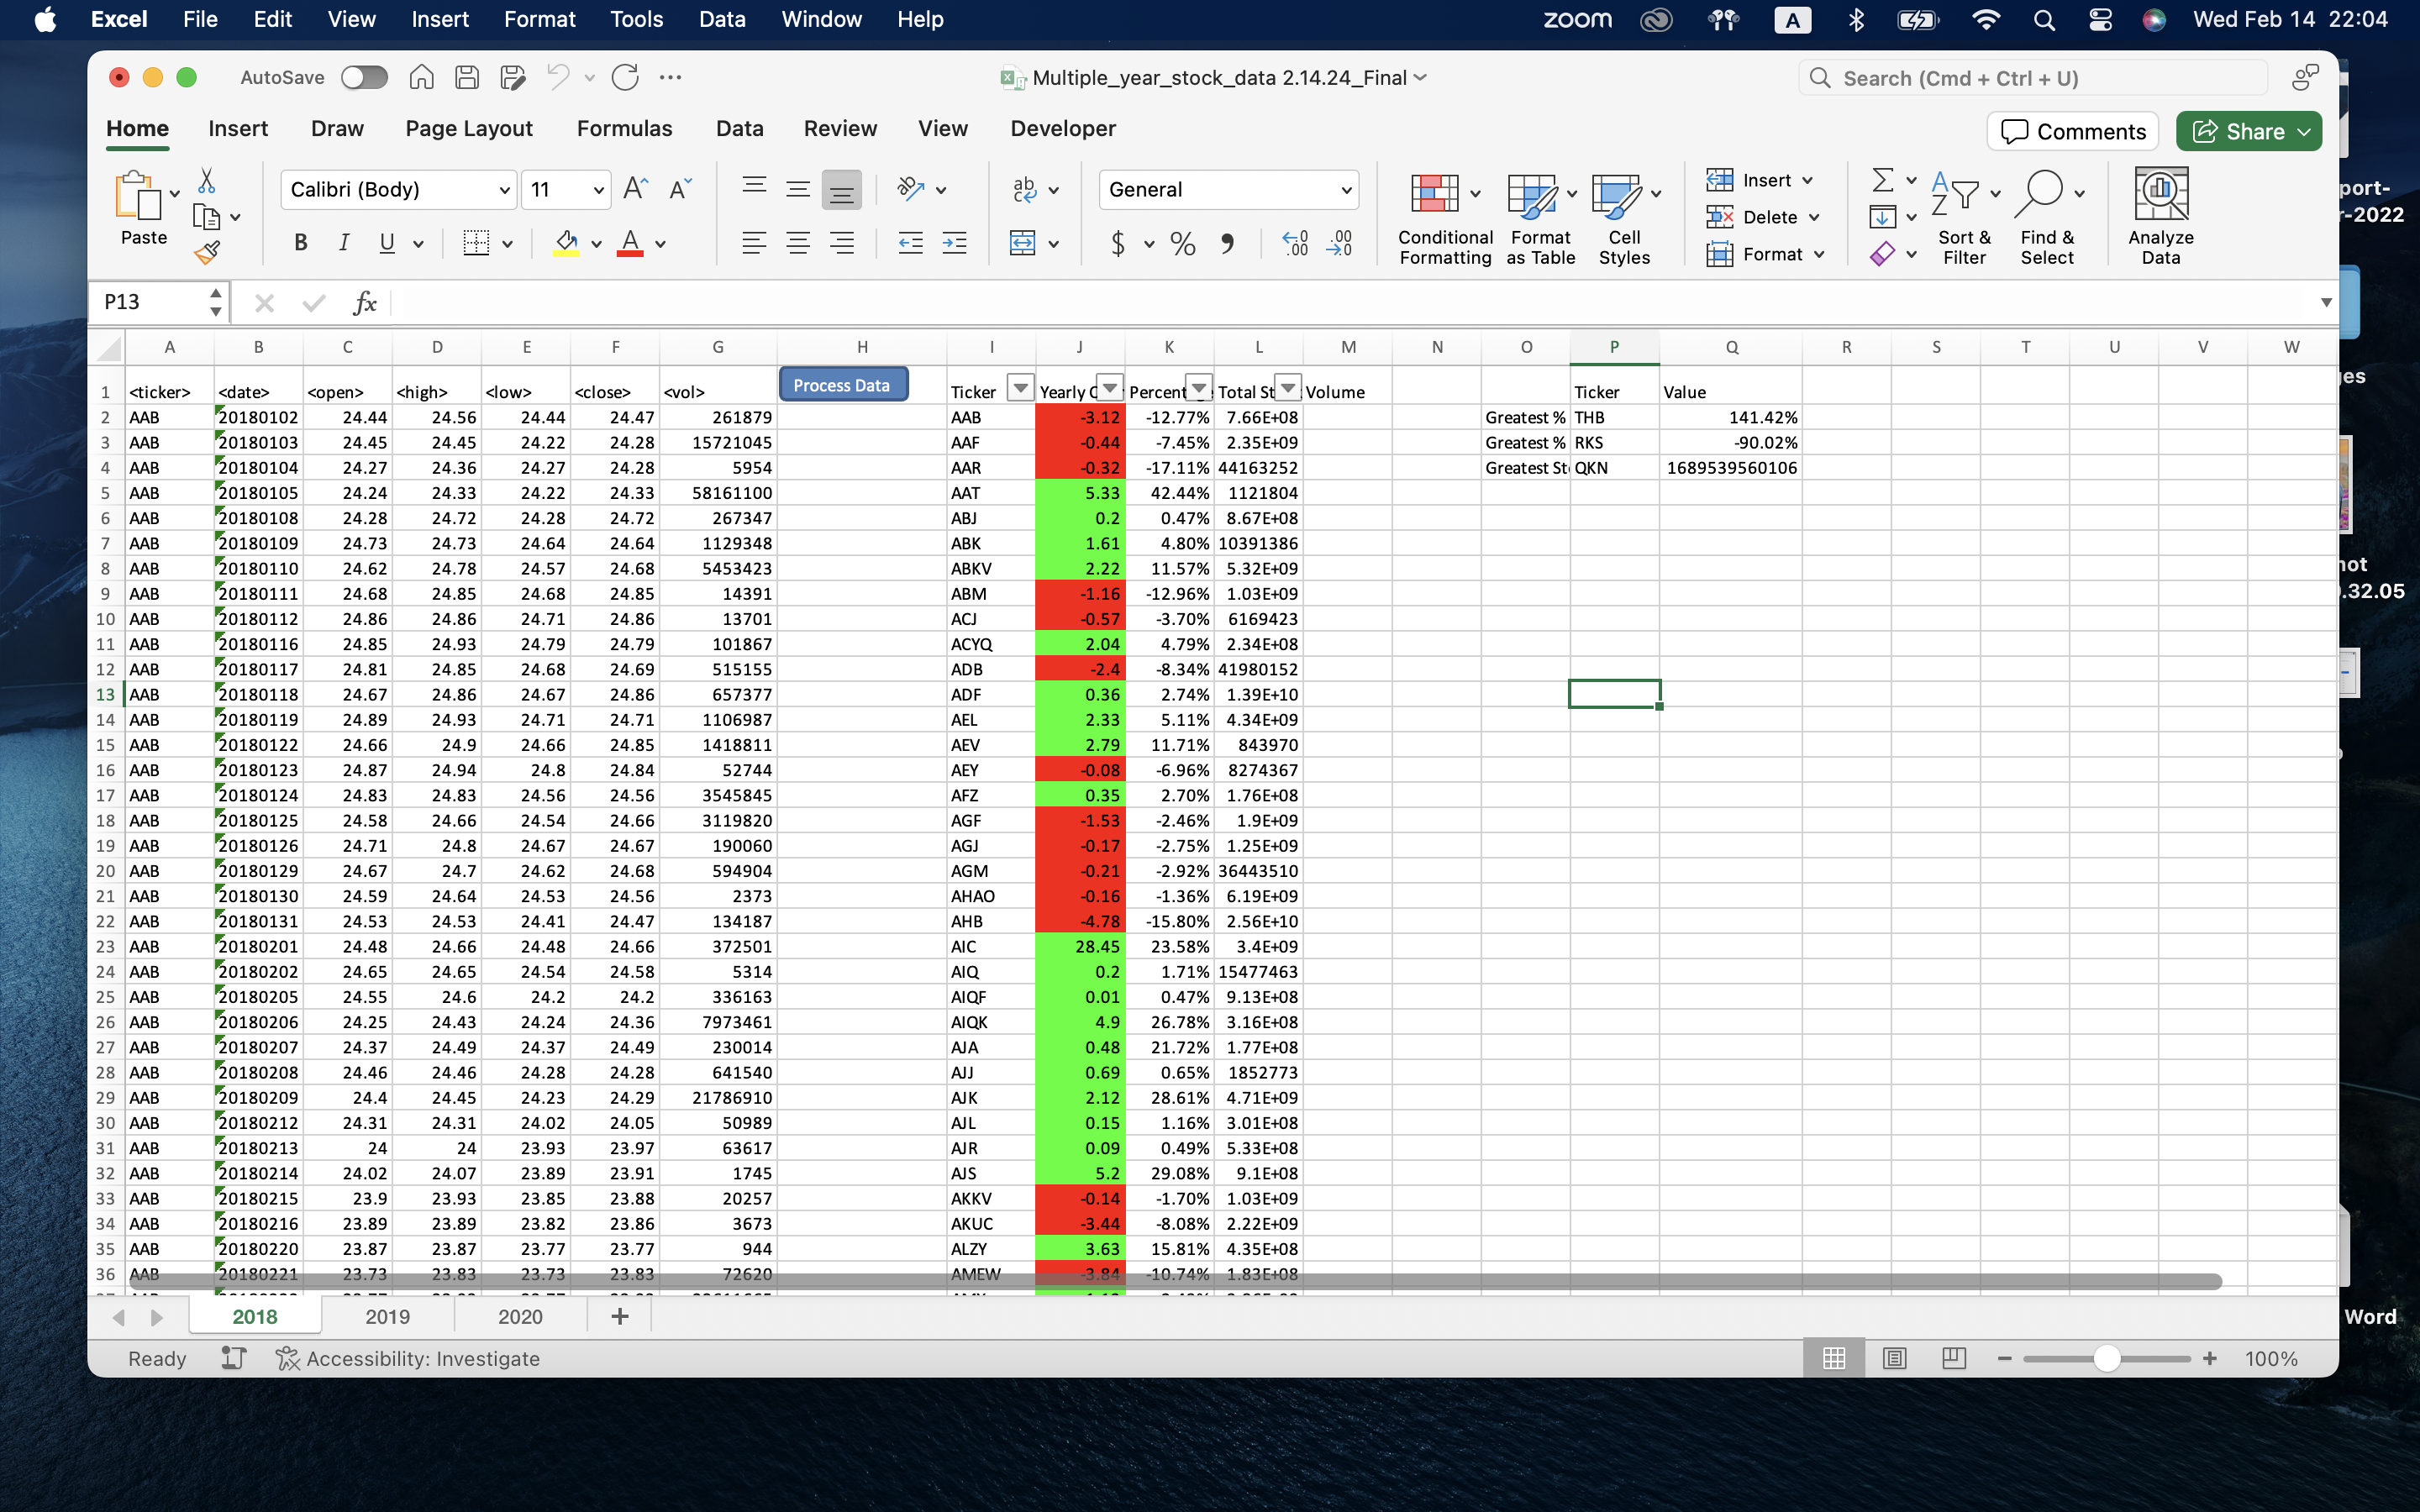 Excel File Edit View Insert Format Tools Data Window Help zoom A Wed Feb 14 22:04
AutoSave Multiple_year_stock_data 2.14.24_Final Search (Cmd + Ctrl + U)
Home Insert Draw Page Layout Formulas Data Review View Developer Comments Share
Paste Calibri (Body) 11 General Conditional Formatting Format as Table Cell Styles Insert Delete Format Sort & Filter Find & Select Analyze Data
P13 fx
A B C D E F G H I J K L M N O P Q R S T U V W
1 <ticker> <date> <open> <high> <low> <close> <vol> Process Data Ticker Yearly C Percent Total St Volume Ticker Value
2 AAB 20180102 24.44 24.56 24.44 24.47 261879 AAB -3.12 -12.77% 7.66E+08 Greatest % THB 141.42%
3 AAB 20180103 24.45 24.45 24.22 24.28 15721045 AAF -0.44 -7.45% 2.35E+09 Greatest % RKS -90.02%
4 AAB 20180104 24.27 24.36 24.27 24.28 5954 AAR -0.32 -17.11% 44163252 Greatest St QKN 1689539560106
5 AAB 20180105 24.24 24.33 24.22 24.33 58161100 AAT 5.33 42.44% 1121804
6 AAB 20180108 24.28 24.72 24.28 24.72 267347 ABJ 0.2 0.47% 8.67E+08
7 AAB 20180109 24.73 24.73 24.64 24.64 1129348 ABK 1.61 4.80% 10391386
8 AAB 20180110 24.62 24.78 24.57 24.68 5453423 ABKV 2.22 11.57% 5.32E+09
9 AAB 20180111 24.68 24.85 24.68 24.85 14391 ABM -1.16 -12.96% 1.03E+09
10 AAB 20180112 24.86 24.86 24.71 24.86 13701 ACJ -0.57 -3.70% 6169423
11 AAB 20180116 24.85 24.93 24.79 24.79 101867 ACYQ 2.04 4.79% 2.34E+08
12 AAB 20180117 24.81 24.85 24.68 24.69 515155 ADB -2.4 -8.34% 41980152
13 AAB 20180118 24.67 24.86 24.67 24.86 657377 ADF 0.36 2.74% 1.39E+10
14 AAB 20180119 24.89 24.93 24.71 24.71 1106987 AEL 2.33 5.11% 4.34E+09
15 AAB 20180122 24.66 24.9 24.66 24.85 1418811 AEV 2.79 11.71% 843970
16 AAB 20180123 24.87 24.94 24.8 24.84 52744 AEY -0.08 -6.96% 8274367
17 AAB 20180124 24.83 24.83 24.56 24.56 3545845 AFZ 0.35 2.70% 1.76E+08
18 AAB 20180125 24.58 24.66 24.54 24.66 3119820 AGF -1.53 -2.46% 1.9E+09
19 AAB 20180126 24.71 24.8 24.67 24.67 190060 AGJ -0.17 -2.75% 1.25E+09
20 AAB 20180129 24.67 24.7 24.62 24.68 594904 AGM -0.21 -2.92% 36443510
21 AAB 20180130 24.59 24.64 24.53 24.56 2373 AHAO -0.16 -1.36% 6.19E+09
22 AAB 20180131 24.53 24.53 24.41 24.47 134187 AHB -4.78 -15.80% 2.56E+10
23 AAB 20180201 24.48 24.66 24.48 24.66 372501 AIC 28.45 23.58% 3.4E+09
24 AAB 20180202 24.65 24.65 24.54 24.58 5314 AIQ 0.2 1.71% 15477463
25 AAB 20180205 24.55 24.6 24.2 24.2 336163 AIQF 0.01 0.47% 9.13E+08
26 AAB 20180206 24.25 24.43 24.24 24.36 7973461 AIQK 4.9 26.78% 3.16E+08
27 AAB 20180207 24.37 24.49 24.37 24.49 230014 AJA 0.48 21.72% 1.77E+08
28 AAB 20180208 24.46 24.46 24.28 24.28 641540 AJJ 0.69 0.65% 1852773
29 AAB 20180209 24.4 24.45 24.23 24.29 21786910 AJK 2.12 28.61% 4.71E+09
30 AAB 20180212 24.31 24.31 24.02 24.05 50989 AJL 0.15 1.16% 3.01E+08
31 AAB 20180213 24 24 23.93 23.97 63617 AJR 0.09 0.49% 5.33E+08
32 AAB 20180214 24.02 24.07 23.89 23.91 1745 AJS 5.2 29.08% 9.1E+08
33 AAB 20180215 23.9 23.93 23.85 23.88 20257 AKKV -0.14 -1.70% 1.03E+09
34 AAB 20180216 23.89 23.89 23.82 23.86 3673 AKUC -3.44 -8.08% 2.22E+09
35 AAB 20180220 23.87 23.87 23.77 23.77 944 ALZY 3.63 15.81% 4.35E+08
36 AAB 20180221 23.73 23.83 23.73 23.83 72620 AMEW -3.84 -10.74% 1.83E+08
2018 2019 2020 +
Ready Accessibility: Investigate 100%
port-
r-2022
es
not
.32.05
Word